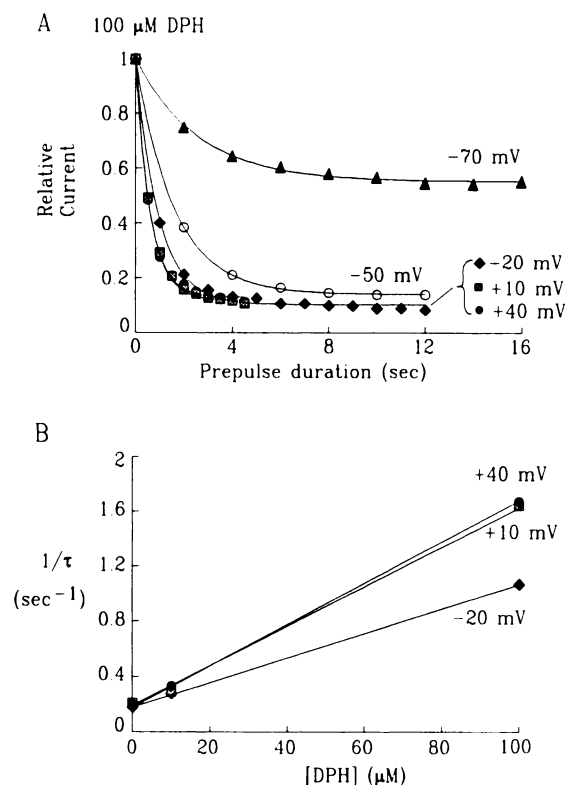 A
100 µM DPH
1
0.8
0.6
0.4
0.2
0
Relative
Current
-70 mV
-50 mV
-20 mV
+10 mV
+40 mV
0
4
8
12
16
Prepulse duration (sec)
B
2
1.6
1.2
0.8
0.4
0
1/τ
(sec⁻¹)
+40 mV
+10 mV
-20 mV
0
20
40
60
80
100
[DPH] (µM)